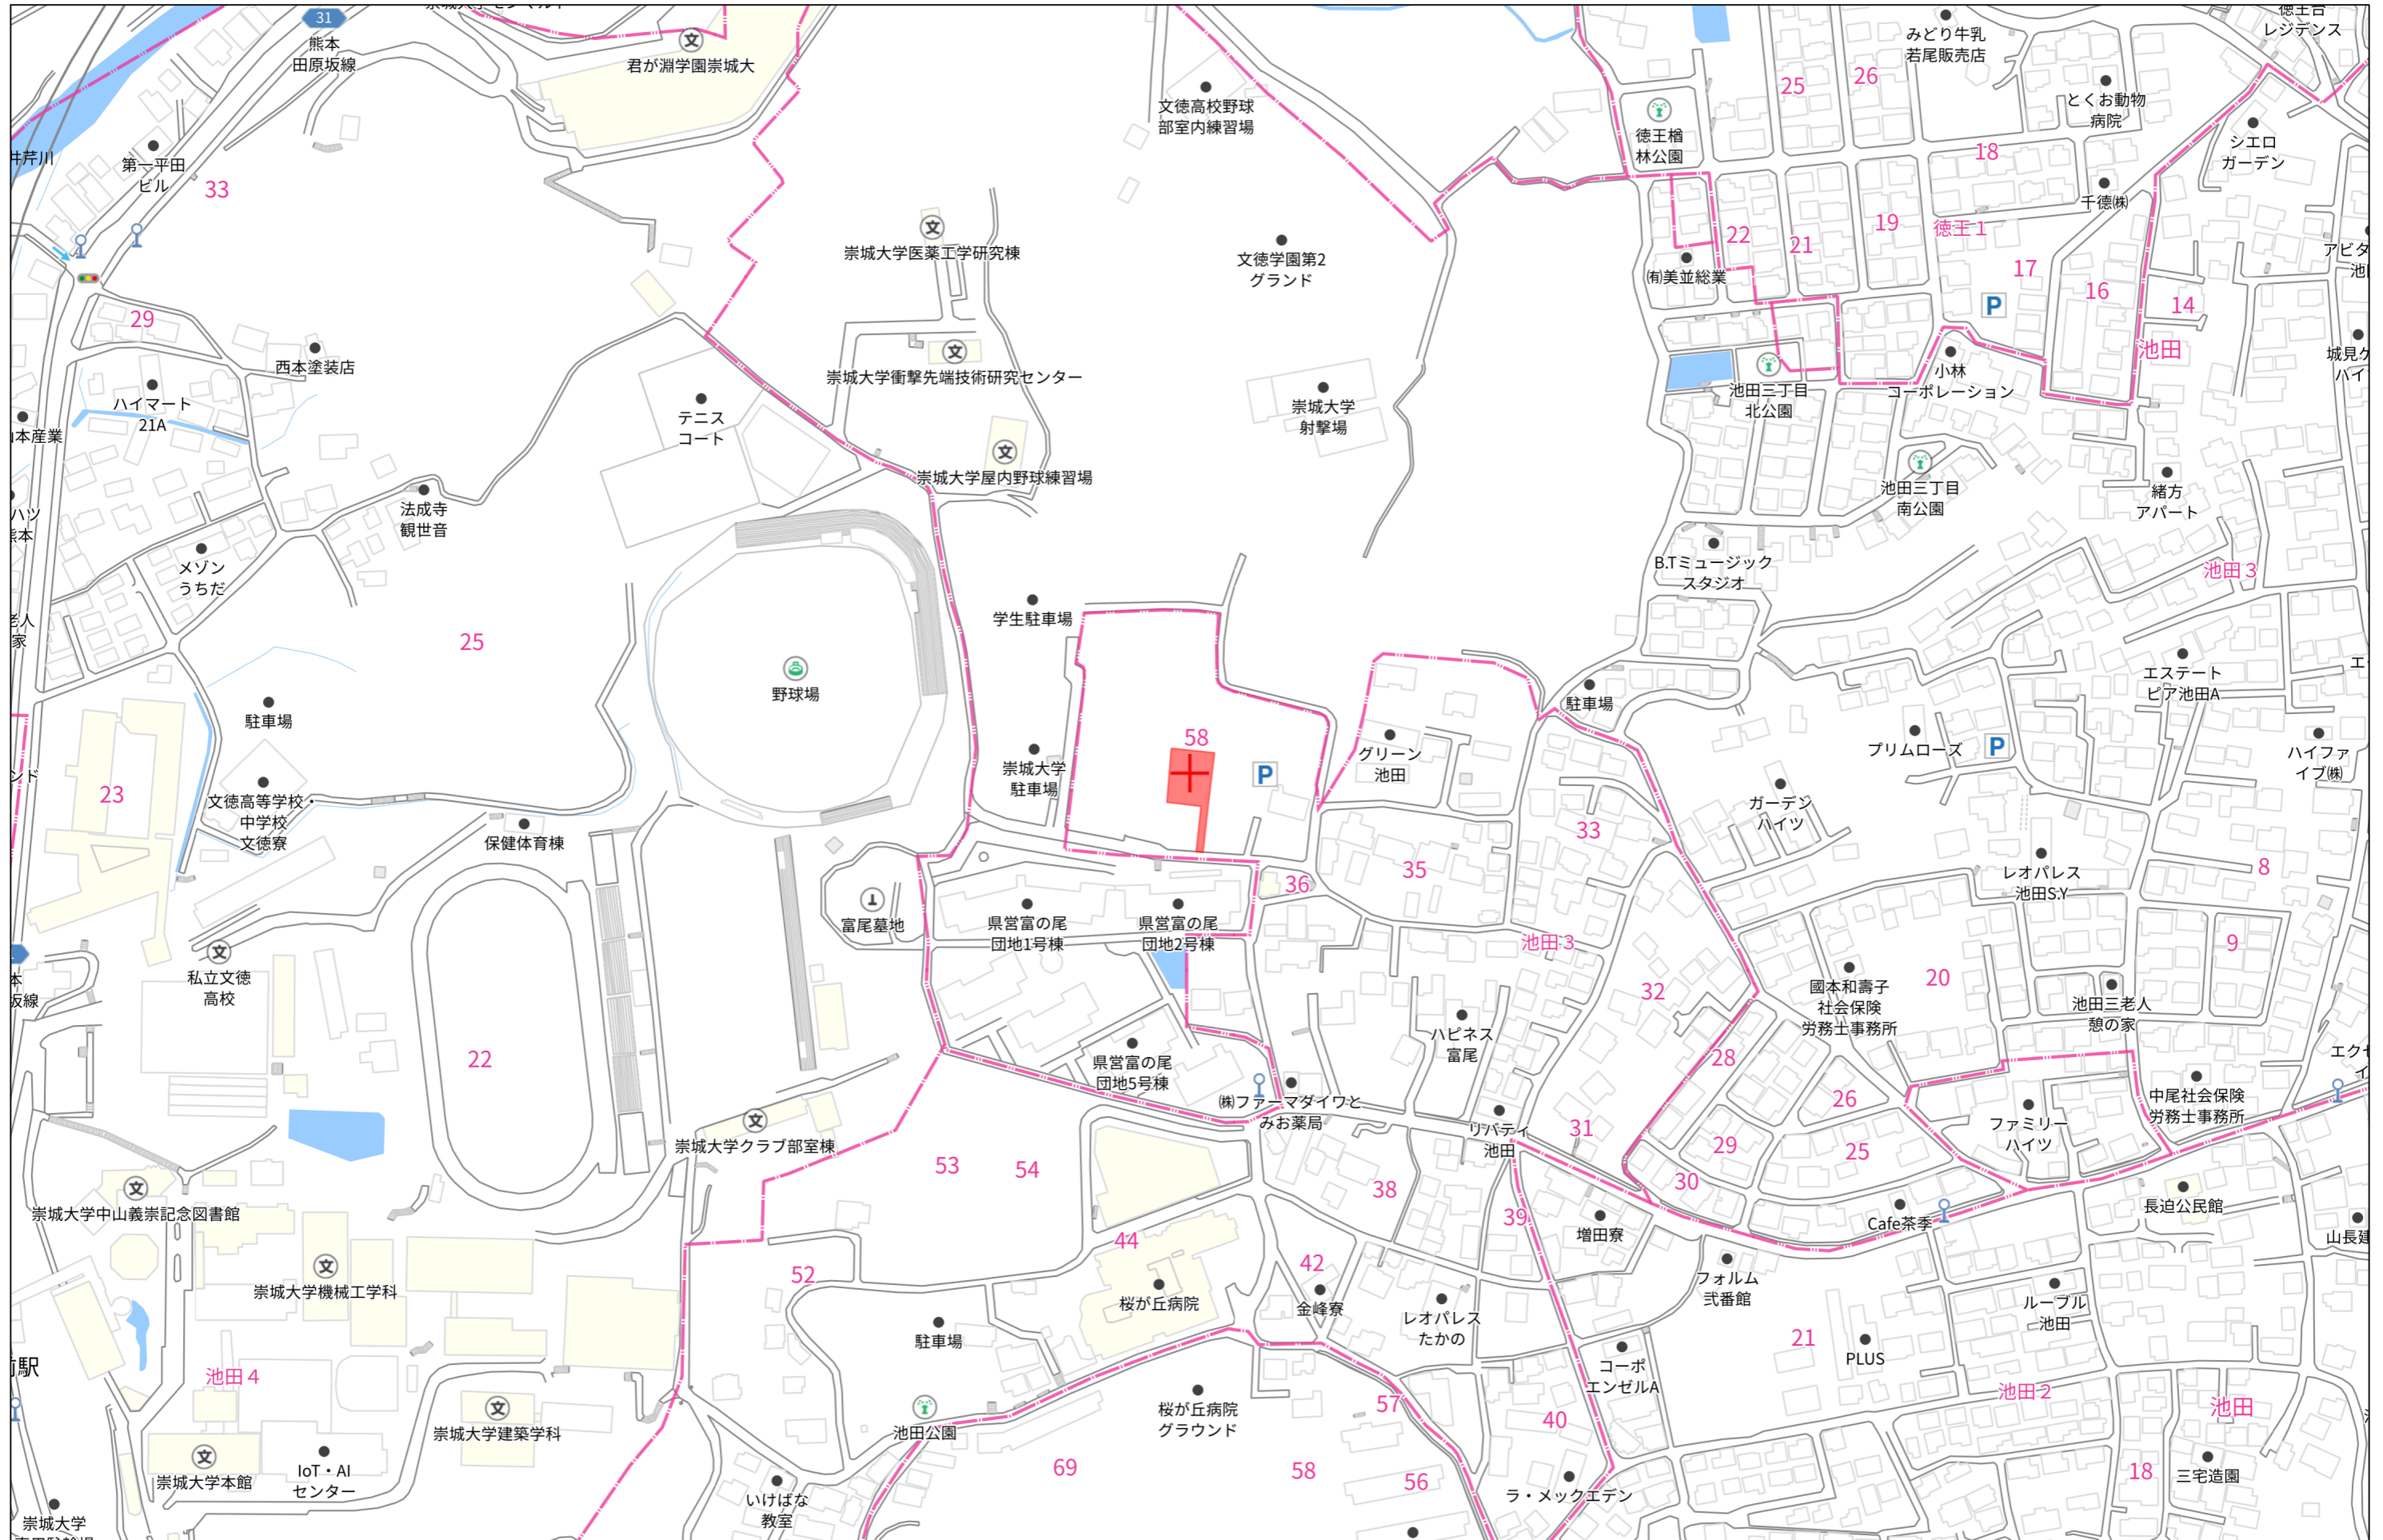 31
熊本
田原坂線
君が淵学園崇城大
文徳高校野球
部室内練習場
みどり牛乳
若尾販売店
レジデンス
25
26
とくお動物
病院
徳王楢
林公園
シエロ
ガーデン
井芹川
第一平田
ビル
33
18
千徳㈱
崇城大学医薬工学研究棟
文徳学園第2
グランド
22
21
19
徳王１
17
㈲美並総業
16
14
29
西本塗装店
崇城大学衝撃先端技術研究センター
池田
P
池田三丁目
北公園
小林
コーポレーション
ハイマート
21A
テニス
コート
崇城大学
射撃場
本産業
崇城大学屋内野球練習場
法成寺
観世音
池田三丁目
南公園
緒方
アパート
メゾン
うちだ
B.Tミュージック
スタジオ
池田３
学生駐車場
25
野球場
駐車場
駐車場
エステート
ピア池田A
58
グリーン
池田
プリムローズ
P
P
ハイファ
イブ㈱
崇城大学
駐車場
23
文徳高等学校・
中学校
文徳寮
保健体育棟
ガーデン
ハイツ
33
35
36
8
レオパレス
池田S.Y
富尾墓地
県営富の尾
団地1号棟
県営富の尾
団地2号棟
池田３
9
私立文徳
高校
32
20
國本和壽子
社会保険
労務士事務所
池田三老人
憩の家
22
県営富の尾
団地5号棟
ハピネス
富尾
28
㈱ファーマダイワと
みお薬局
26
ファミリー
ハイツ
中尾社会保険
労務士事務所
崇城大学クラブ部室棟
リバティ
池田
31
29
25
53
54
38
30
崇城大学中山義崇記念図書館
39
増田寮
Cafe茶季
長迫公民館
44
52
42
崇城大学機械工学科
桜が丘病院
金峰寮
フォルム
弐番館
ルーブル
池田
レオパレス
たかの
駐車場
21
PLUS
池田４
コーポ
エンゼルA
池田２
池田
桜が丘病院
グラウンド
57
40
池田公園
崇城大学建築学科
崇城大学本館
IoT・AI
センター
69
58
56
18
三宅造園
いけばな
教室
ラ・メックエデン
崇城大学